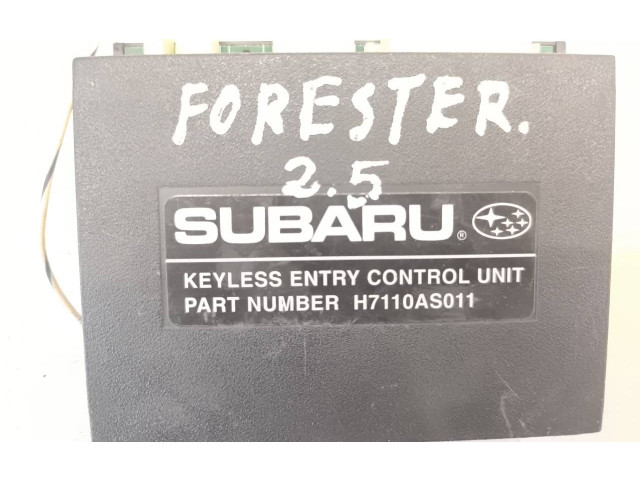 FORESTER.
2.5
SUBARU®
KEYLESS ENTRY CONTROL UNIT
PART NUMBER H7110AS011